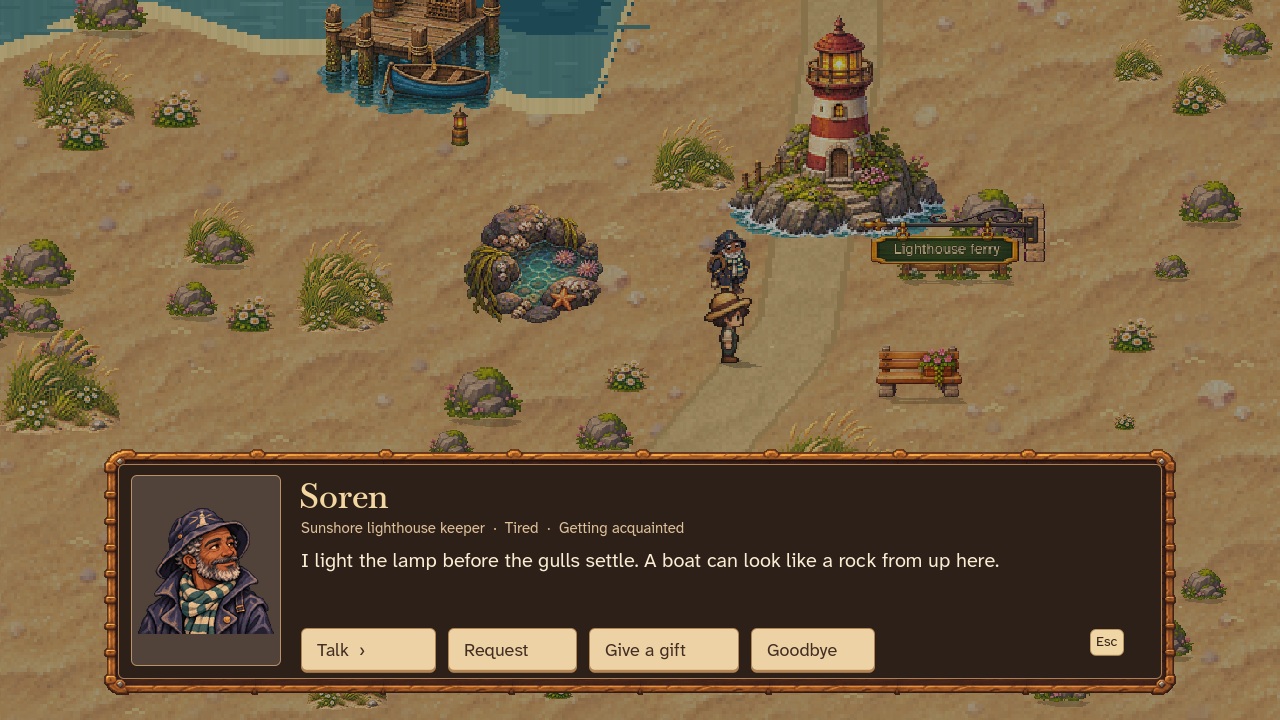 Lighthouse ferry
Soren
Sunshore lighthouse keeper · Tired · Getting acquainted
I light the lamp before the gulls settle. A boat can look like a rock from up here.
Talk ›
Request
Give a gift
Goodbye
Esc